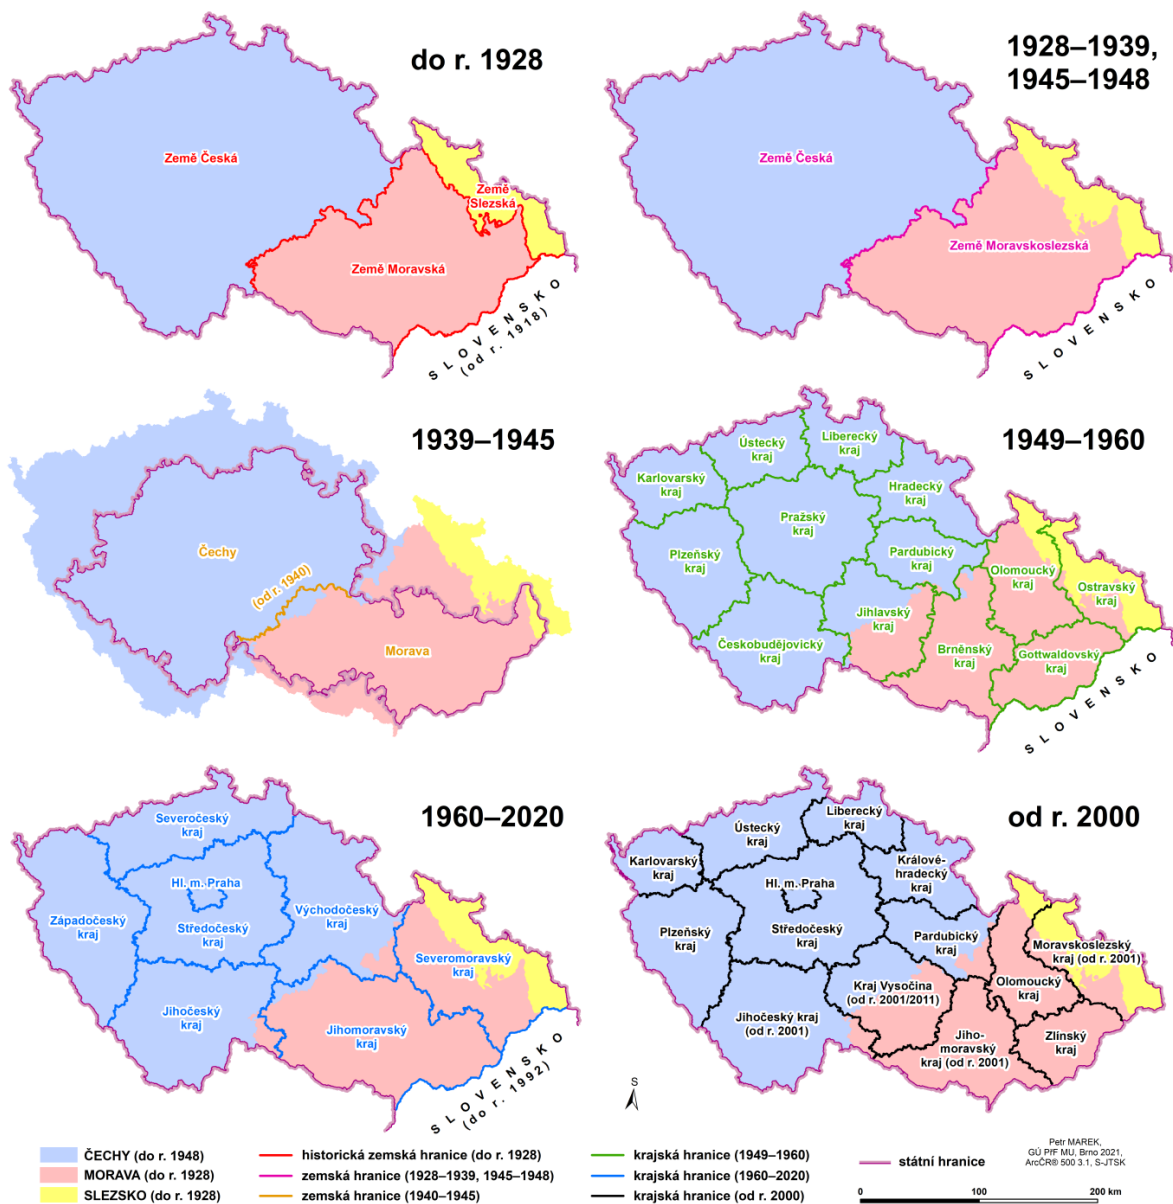 do r. 1928
Země Česká
Země
Slezská
Země Moravská
S L O V E N S K O
(od r. 1918)
1928–1939,
1945–1948
Země Česká
Země Moravskoslezská
S L O V E N S K O
1939–1945
Čechy
(od r. 1940)
Morava
1949–1960
Ústecký
kraj
Liberecký
kraj
Karlovarský
kraj
Hradecký
kraj
Pražský
kraj
Plzeňský
kraj
Pardubický
kraj
Olomoucký
kraj
Ostravský
kraj
Jihlavský
kraj
Českobudějovický
kraj
Brněnský
kraj
Gottwaldovský
kraj
S L O V E N S K O
1960–2020
Severočeský
kraj
Hl. m. Praha
Západočeský
kraj
Středočeský
kraj
Východočeský
kraj
Severomoravský
kraj
Jihočeský
kraj
Jihomoravský
kraj
S L O V E N S K O
(do r. 1992)
od r. 2000
Liberecký
kraj
Ústecký
kraj
Karlovarský
kraj
Králové-
hradecký
kraj
Hl. m. Praha
Plzeňský
kraj
Středočeský
kraj
Pardubický
kraj
Moravskoslezský
kraj (od r. 2001)
Kraj Vysočina
(od r. 2001/2011)
Olomoucký
kraj
Jihočeský kraj
(od r. 2001)
Jiho-
moravský
kraj (od r. 2001)
Zlínský
kraj
S
ČECHY (do r. 1948)
MORAVA (do r. 1928)
SLEZSKO (do r. 1928)
historická zemská hranice (do r. 1928)
zemská hranice (1928–1939, 1945–1948)
zemská hranice (1940–1945)
krajská hranice (1949–1960)
krajská hranice (1960–2020)
krajská hranice (od r. 2000)
státní hranice
Petr MAREK,
GÚ PřF MU, Brno 2021,
ArcČR® 500 3.1, S-JTSK
0 100 200 km